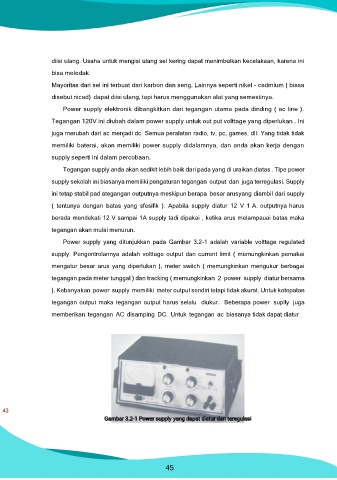 diisi ulang. Usaha untuk mengisi ulang sel kering dapat menimbulkan kecelakaan, karena ini
bisa meledak.
Mayoritas dari sel ini terbuat dari karbon dan seng. Lainnya seperti nikel - cadmium ( biasa
disebut nicad) dapat diisi ulang, tapi harus menggunakan alat yang semestinya.
Power supply elektronik dibangkitkan dari tegangan utama pada dinding ( ac line ).
Tegangan 120V ini diubah dalam power supply untuk out put volttage yang diperlukan . Ini
juga merubah dari ac menjadi dc. Semua peralatan radio, tv, pc, games, dll. Yang tidak tidak
memiliki baterai, akan memiliki power supply didalamnya, dan anda akan kerja dengan
supply seperti ini dalam percobaan.
Tegangan supply anda akan sedikit lebih baik dari pada yang di uraikan diatas . Tipe power
supply sekolah ini biasanya memiliki pengaturan tegangan output dan juga terregulasi. Supply
ini tetap stabil pad ategangan outputnya meskipun berapa besar arusyang diambil dari supply
( tentunya dengan batas yang sfesifik ). Apabila supply diatur 12 V 1 A. outputnya harus
berada mendekati 12 V sampai 1A supply tadi dipakai , ketika arus melampauai batas maka
tegangan akan mulai menurun.
Power supply yang ditunjukkan pada Gambar 3.2-1 adalah variable volttage regulated
supply. Pengontrolannya adalah volttage output dan current limit ( memungkinkan pemakai
mengatur besar arus yang diperlukan ), meter switch ( memungkinkan mengukur berbagai
tegangan pada meter tunggal ) dan tracking ( memungkinkan 2 power supply diatur bersama
). Kebanyakan power supply memiliki meter output sendiri tetapi tidak akurat. Untuk ketepatan
tegangan output maka tegangan output harus selalu diukur. Beberapa power suplly juga
memberikan tegangan AC disamping DC. Untuk tegangan ac biasanya tidak dapat diatur
43
Gambar 3.2-1 Power supply yang dapat diatur dan teregulasi
45